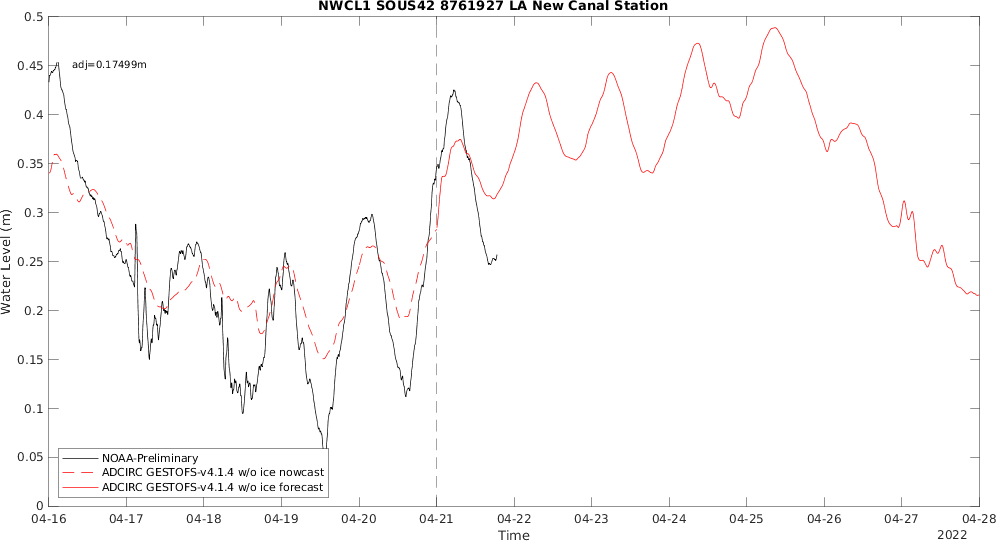 NWCL1 SOUS42 8761927 LA New Canal Station
adj=0.17499m
Water Level (m)
0.5
0.45
0.4
0.35
0.3
0.25
0.2
0.15
0.1
0.05
0
NOAA-Preliminary
ADCIRC GESTOFS-v4.1.4 w/o ice nowcast
ADCIRC GESTOFS-v4.1.4 w/o ice forecast
04-16 04-17 04-18 04-19 04-20 04-21 04-22 04-23 04-24 04-25 04-26 04-27 04-28
Time
2022